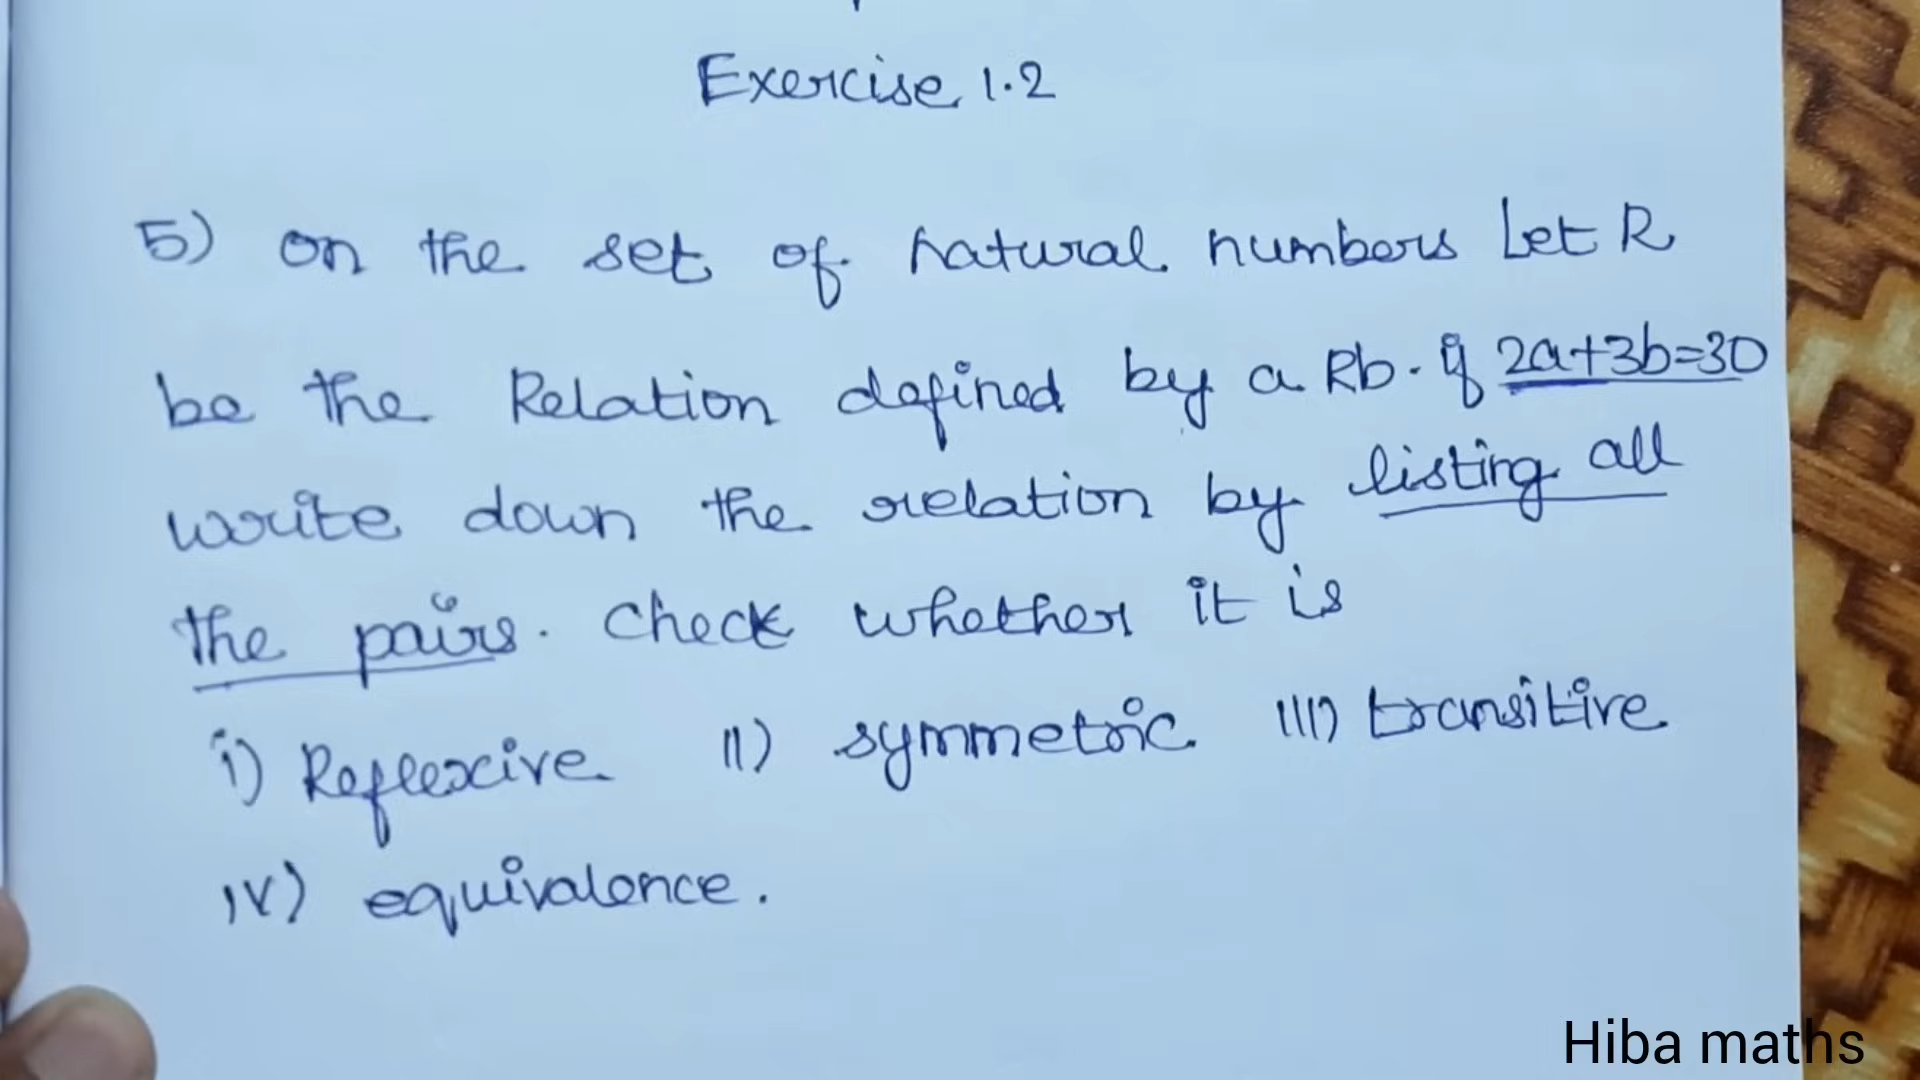 Exercise 1.2
5) on the set of natural numbers Let R
be the Relation defined by a Rb. if 2a+3b=30
write down the relation by listing all
the pairs. Check whether it is
i) Reflexive II) symmetric III) transitive
IV) equivalence.
Hiba maths